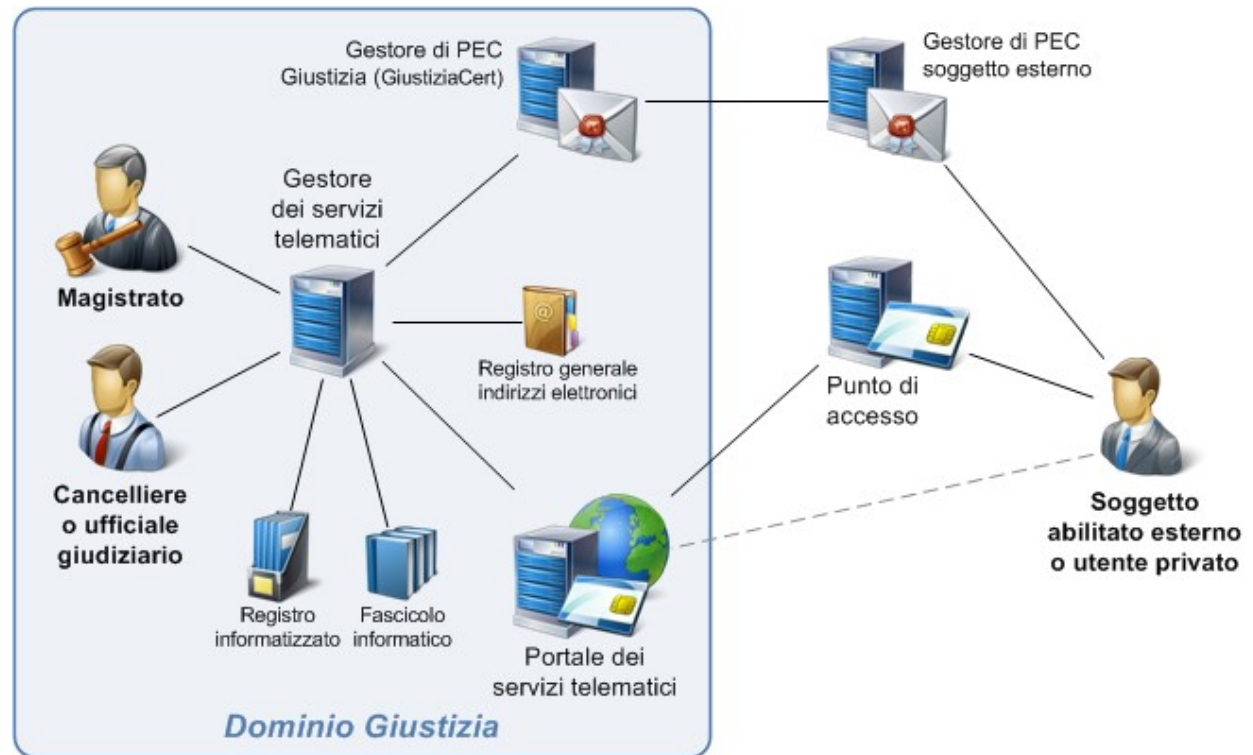 Gestore di PEC
Giustizia (GiustiziaCert)
Gestore di PEC
soggetto esterno
Gestore
dei servizi
telematici
Magistrato
Registro generale
indirizzi elettronici
Punto di
accesso
Cancelliere
o ufficiale
giudiziario
Soggetto
abilitato esterno
o utente privato
Registro
informatizzato
Fascicolo
informatico
Portale dei
servizi telematici
Dominio Giustizia